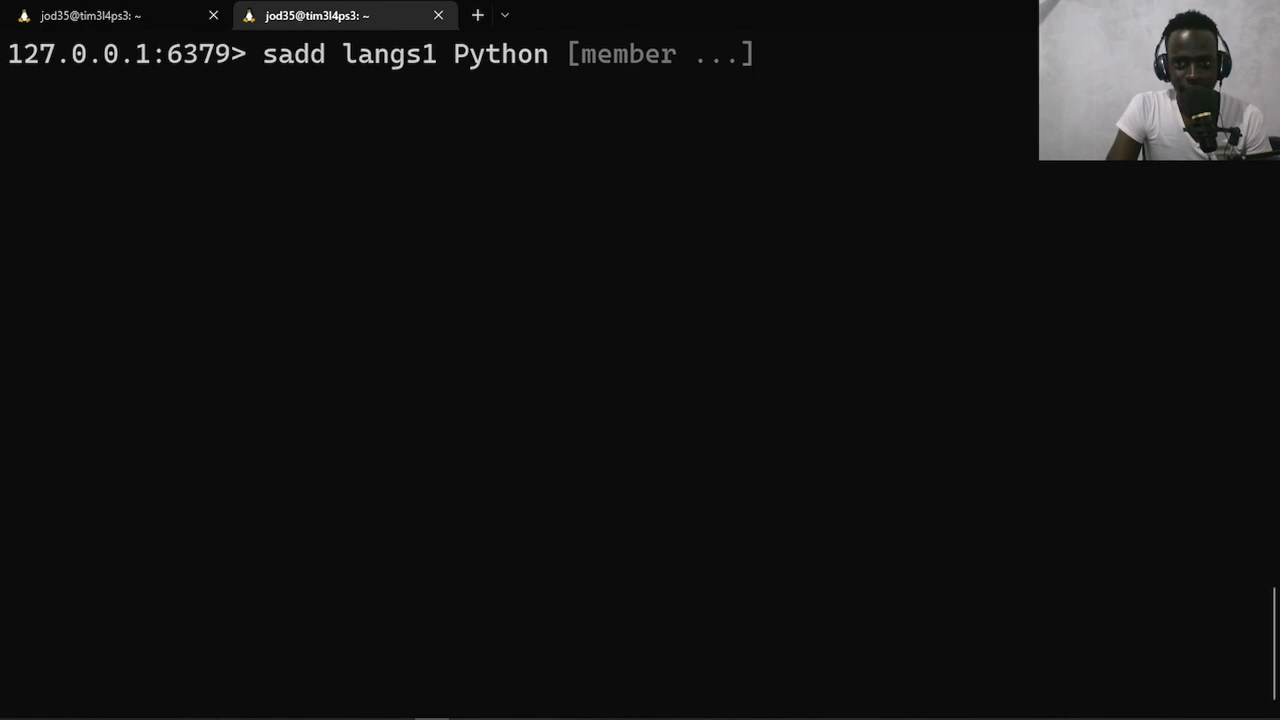 jod35@tim3l4ps3: ~
jod35@tim3l4ps3: ~
127.0.0.1:6379> sadd langs1 Python [member ...]